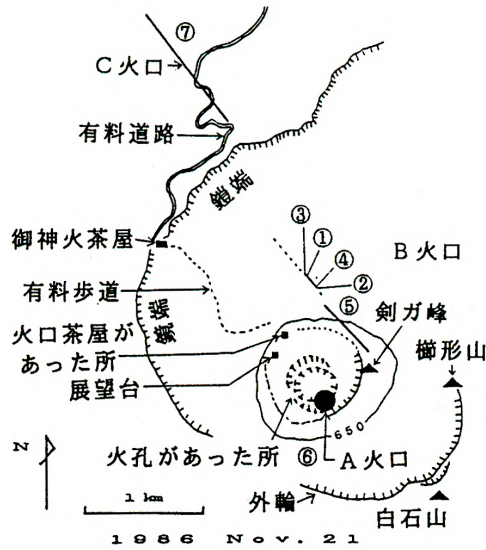 ⑦
C火口
有料道路
鎧端
③
①
④
②
⑤
御神火茶屋
B火口
有料歩道
鏡端
剣ガ峰
火口茶屋が
あった所
櫛形山
展望台
650
N
火孔があった所
⑥
A火口
1km
外輪
白石山
1986 Nov. 21